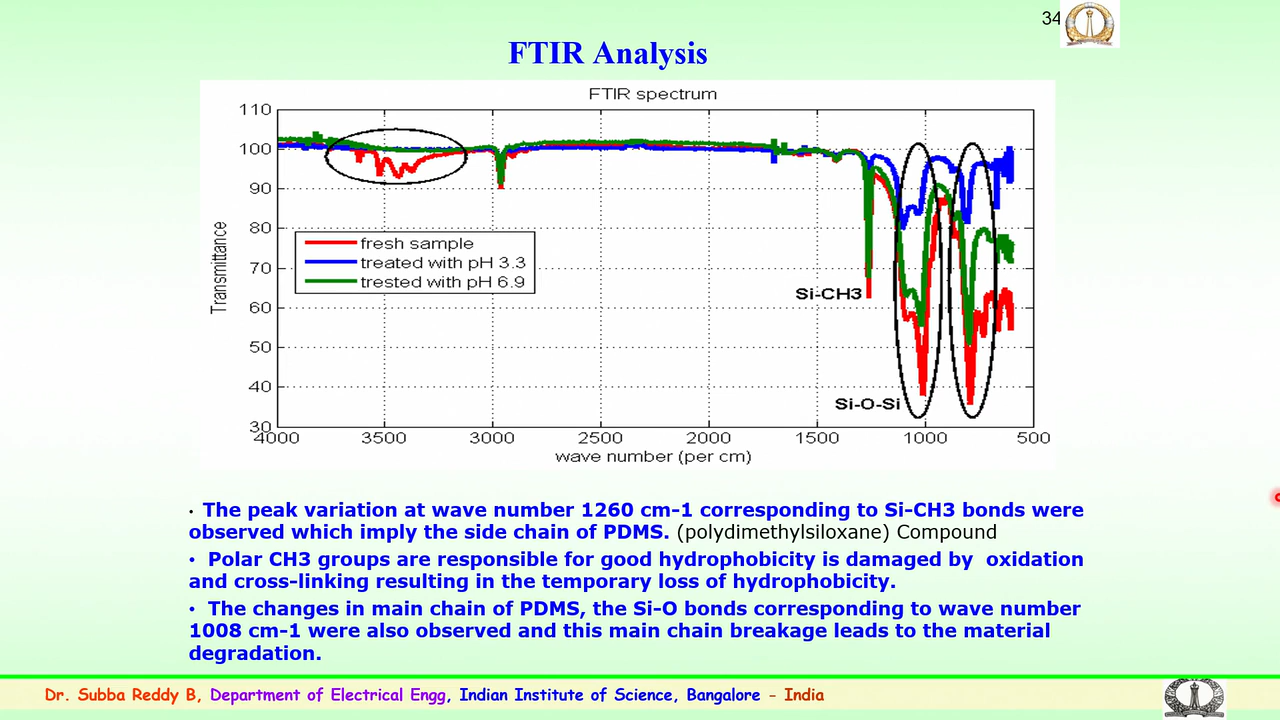 34
FTIR Analysis
FTIR spectrum
110
100
90
80
70
60
50
40
30
Transmittance
fresh sample
treated with pH 3.3
trested with pH 6.9
Si-CH3
Si-O-Si
4000 3500 3000 2500 2000 1500 1000 500
wave number (per cm)
• The peak variation at wave number 1260 cm-1 corresponding to Si-CH3 bonds were
observed which imply the side chain of PDMS. (polydimethylsiloxane) Compound
• Polar CH3 groups are responsible for good hydrophobicity is damaged by oxidation
and cross-linking resulting in the temporary loss of hydrophobicity.
• The changes in main chain of PDMS, the Si-O bonds corresponding to wave number
1008 cm-1 were also observed and this main chain breakage leads to the material
degradation.
Dr. Subba Reddy B, Department of Electrical Engg, Indian Institute of Science, Bangalore - India